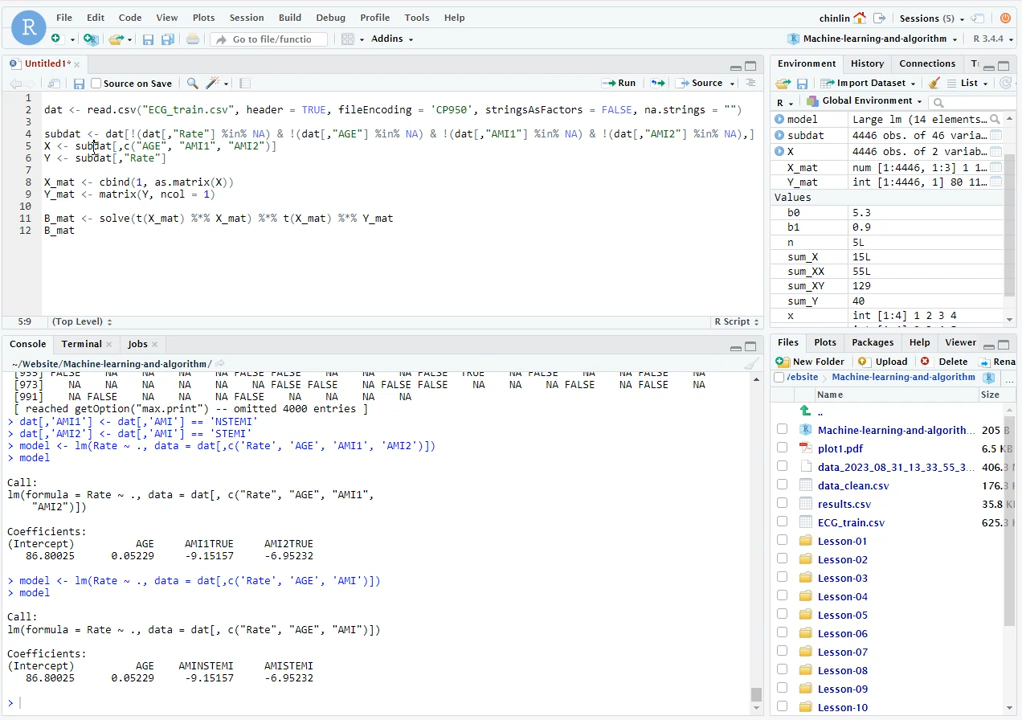 File Edit Code View Plots Session Build Debug Profile Tools Help chinlin Sessions (5)
Go to file/functio Addins Machine-learning-and-algorithm R 3.4.4
Untitled1*
Source on Save Run Source
1
2 dat <- read.csv("ECG_train.csv", header = TRUE, fileEncoding = 'CP950', stringsAsFactors = FALSE, na.strings = "")
3
4 subdat <- dat[!(dat[,"Rate"] %in% NA) & !(dat[,"AGE"] %in% NA) & !(dat[,"AMI1"] %in% NA) & !(dat[,"AMI2"] %in% NA),]
5 X <- subdat[,c("AGE", "AMI1", "AMI2")]
6 Y <- subdat[,"Rate"]
7
8 X_mat <- cbind(1, as.matrix(X))
9 Y_mat <- matrix(Y, ncol = 1)
10
11 B_mat <- solve(t(X_mat) %*% X_mat) %*% t(X_mat) %*% Y_mat
12 B_mat
5:9 (Top Level) R Script
Console Terminal Jobs
~/Website/Machine-learning-and-algorithm/
[973] FALSE NA NA NA NA FALSE FALSE NA NA NA FALSE FALSE NA NA NA FALSE NA NA
[991] NA FALSE NA NA NA FALSE NA NA NA NA
[ reached getOption("max.print") -- omitted 4000 entries ]
> dat[,'AMI1'] <- dat[,'AMI'] == 'NSTEMI'
> dat[,'AMI2'] <- dat[,'AMI'] == 'STEMI'
> model <- lm(Rate ~ ., data = dat[,c('Rate', 'AGE', 'AMI1', 'AMI2')])
> model
Call:
lm(formula = Rate ~ ., data = dat[, c("Rate", "AGE", "AMI1",
"AMI2")])
Coefficients:
(Intercept) AGE AMI1TRUE AMI2TRUE
86.80025 0.05229 -9.15157 -6.95232
> model <- lm(Rate ~ ., data = dat[,c('Rate', 'AGE', 'AMI')])
> model
Call:
lm(formula = Rate ~ ., data = dat[, c("Rate", "AGE", "AMI")])
Coefficients:
(Intercept) AGE AMINSTEMI AMISTEMI
86.80025 0.05229 -9.15157 -6.95232
>
Environment History Connections
Import Dataset List
R Global Environment
model Large lm (14 elements…
subdat 4446 obs. of 46 varia…
X 4446 obs. of 2 variab…
X_mat num [1:4446, 1:3] 1 1…
Y_mat int [1:4446, 1] 80 11…
Values
b0 5.3
b1 0.9
n 5L
sum_X 15L
sum_XX 55L
sum_XY 129
sum_Y 40
x int [1:4] 1 2 3 4
Files Plots Packages Help Viewer
New Folder Upload Delete Rena
/ebsite Machine-learning-and-algorithm
Name Size
..
Machine-learning-and-algorith… 205 B
plot1.pdf 6.5 KB
data_2023_08_31_13_33_55_3… 406.
data_clean.csv 176.
results.csv 35.8 K
ECG_train.csv 625.
Lesson-01
Lesson-02
Lesson-03
Lesson-04
Lesson-05
Lesson-06
Lesson-07
Lesson-08
Lesson-09
Lesson-10